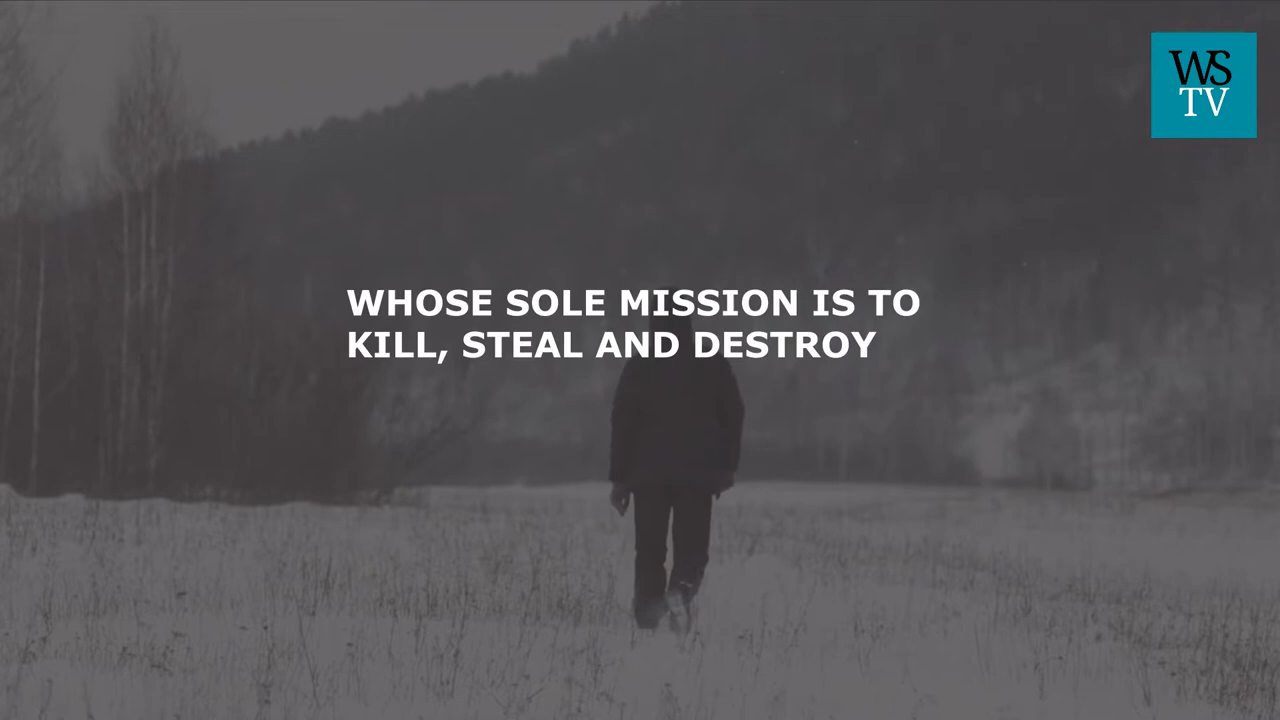 WS
TV
WHOSE SOLE MISSION IS TO
KILL, STEAL AND DESTROY